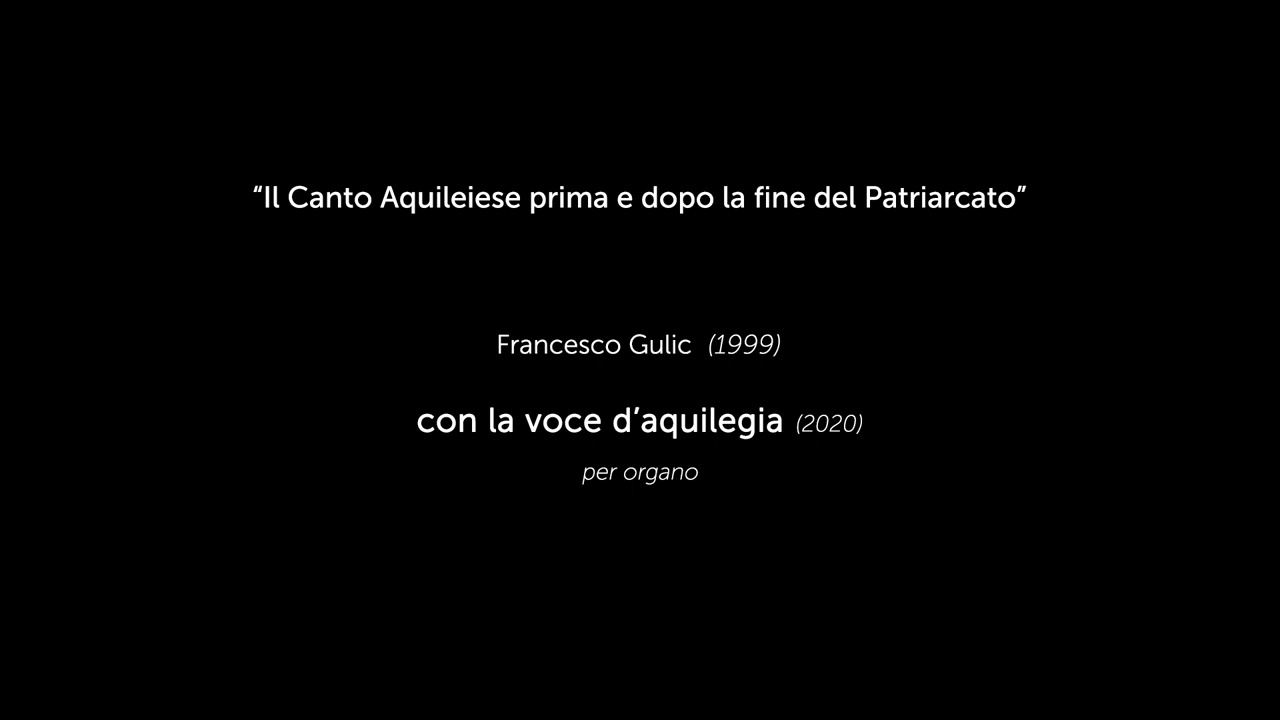 “Il Canto Aquileiese prima e dopo la fine del Patriarcato”
Francesco Gulic (1999)
con la voce d’aquilegia (2020)
per organo